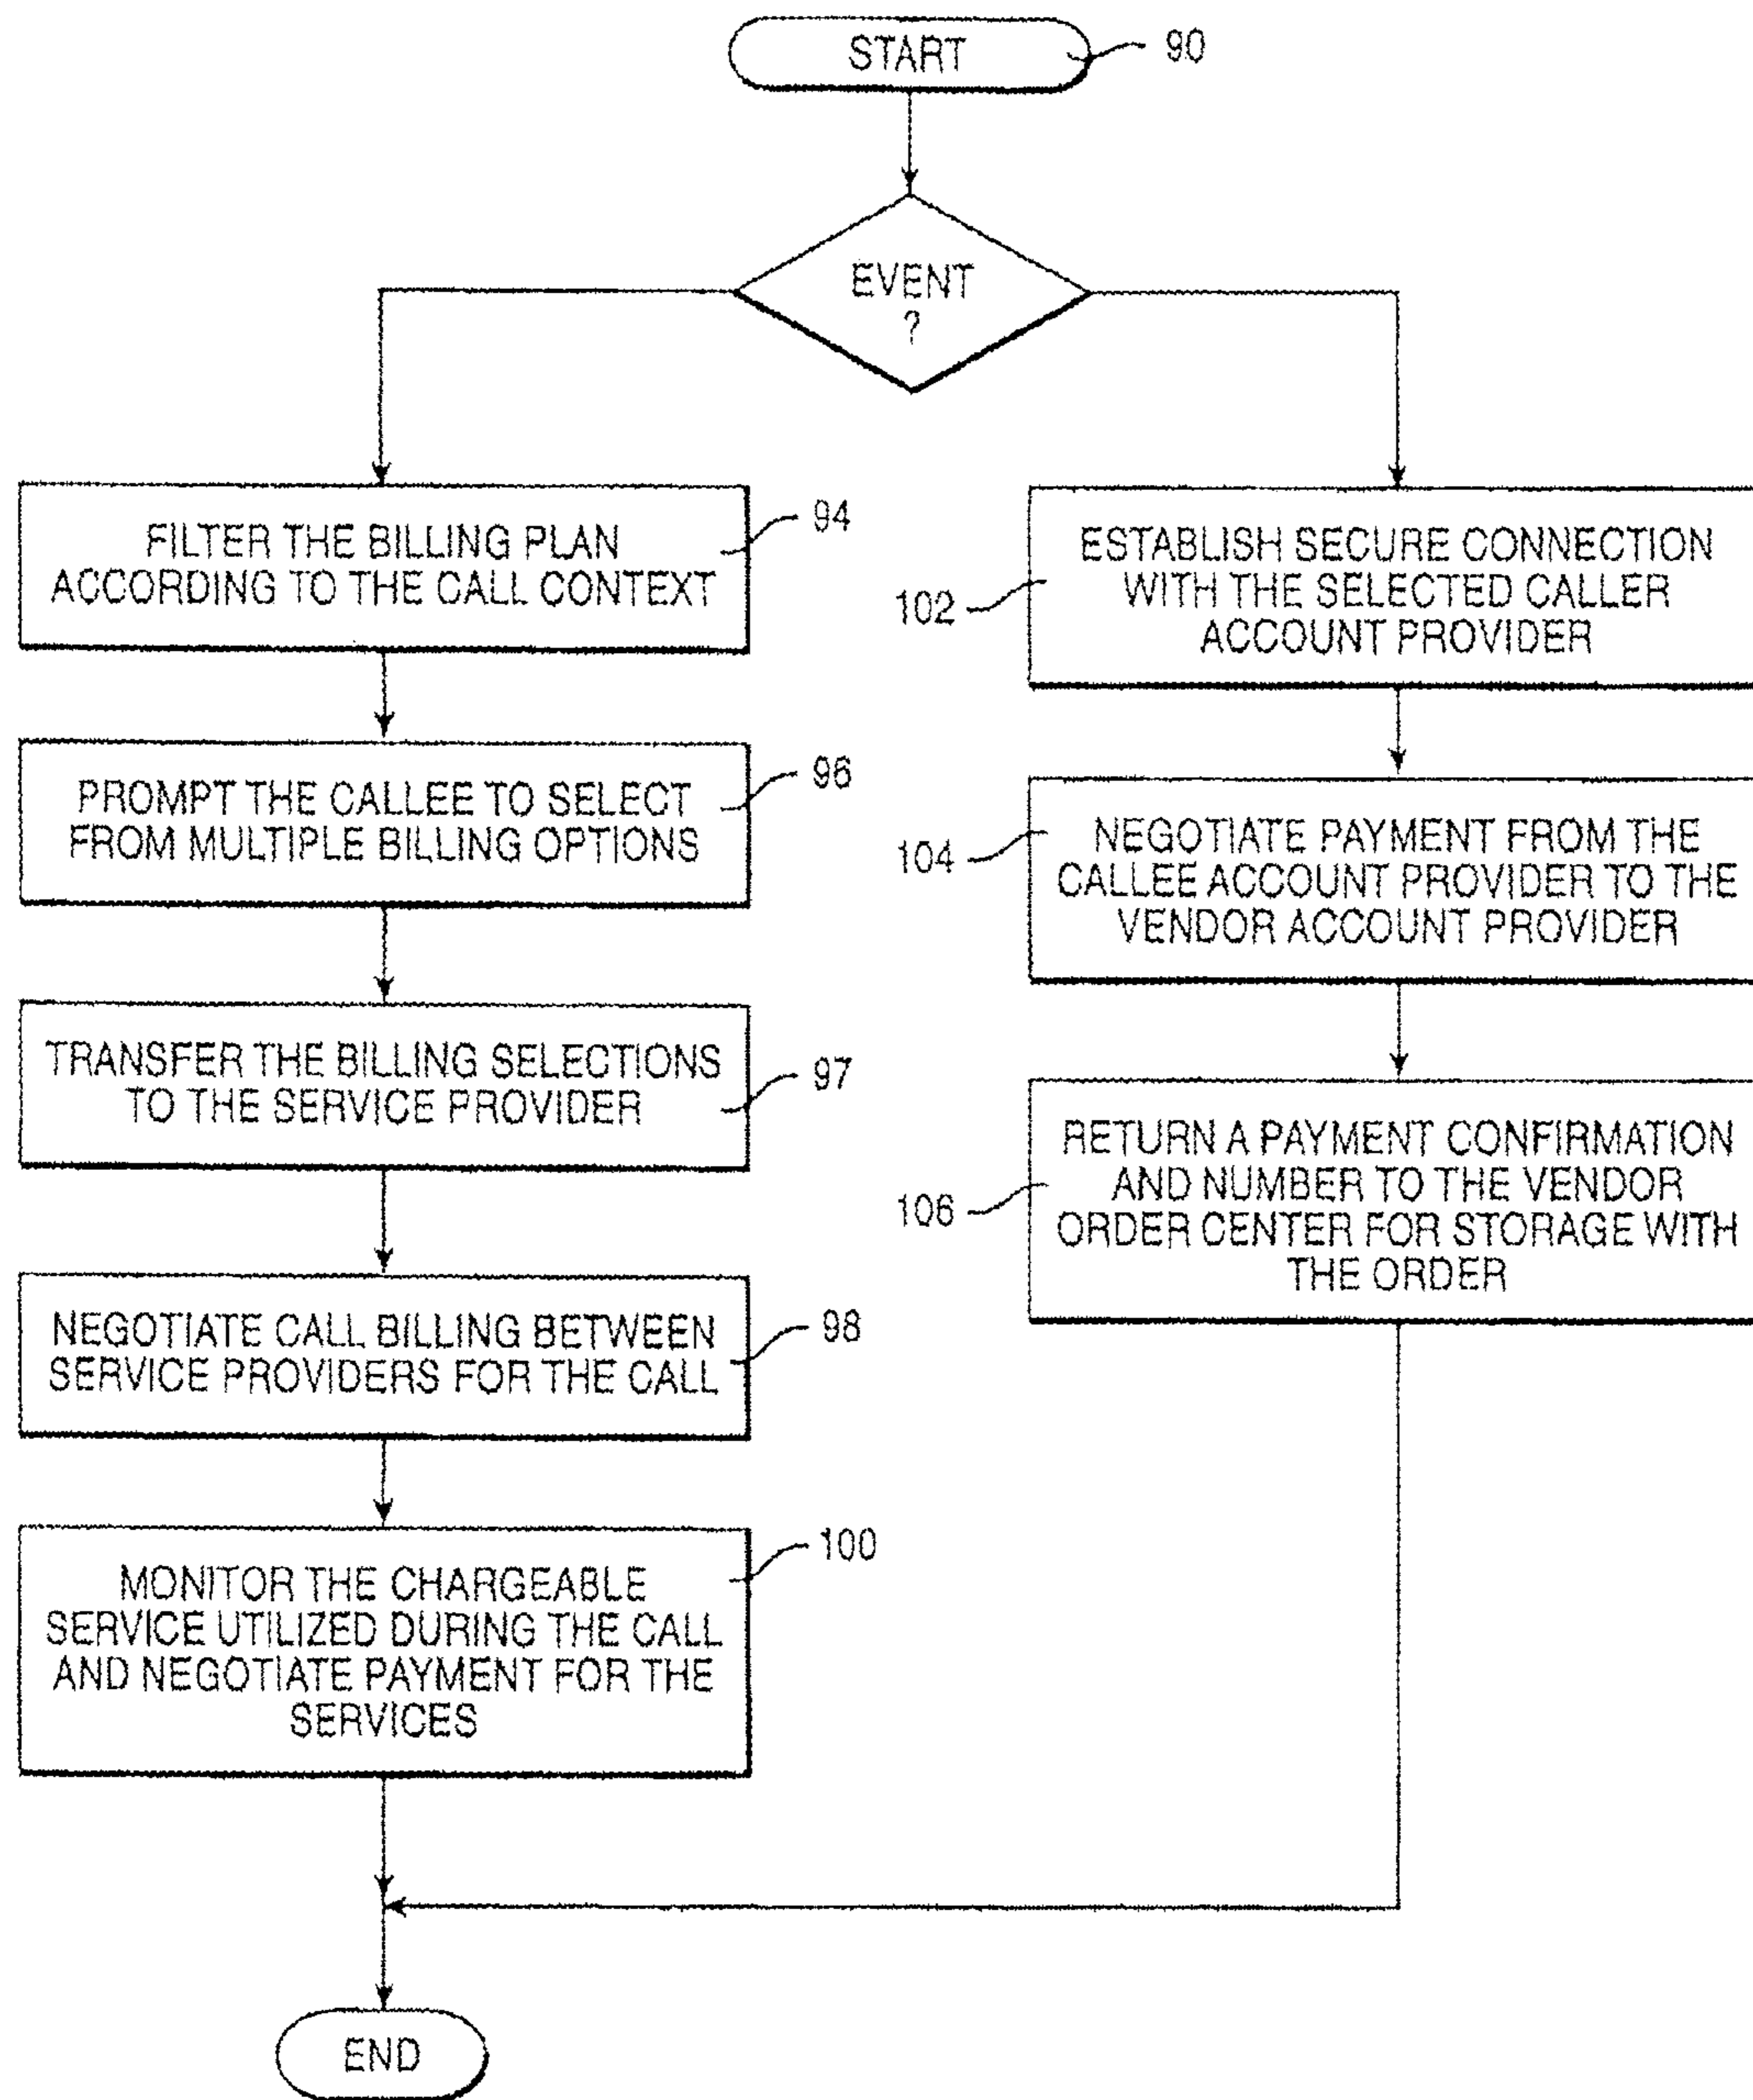 START
90
EVENT
?
FILTER THE BILLING PLAN
ACCORDING TO THE CALL CONTEXT
94
PROMPT THE CALLEE TO SELECT
FROM MULTIPLE BILLING OPTIONS
96
TRANSFER THE BILLING SELECTIONS
TO THE SERVICE PROVIDER
97
NEGOTIATE CALL BILLING BETWEEN
SERVICE PROVIDERS FOR THE CALL
98
MONITOR THE CHARGEABLE
SERVICE UTILIZED DURING THE CALL
AND NEGOTIATE PAYMENT FOR THE
SERVICES
100
ESTABLISH SECURE CONNECTION
WITH THE SELECTED CALLER
ACCOUNT PROVIDER
102
NEGOTIATE PAYMENT FROM THE
CALLEE ACCOUNT PROVIDER TO THE
VENDOR ACCOUNT PROVIDER
104
RETURN A PAYMENT CONFIRMATION
AND NUMBER TO THE VENDOR
ORDER CENTER FOR STORAGE WITH
THE ORDER
106
END